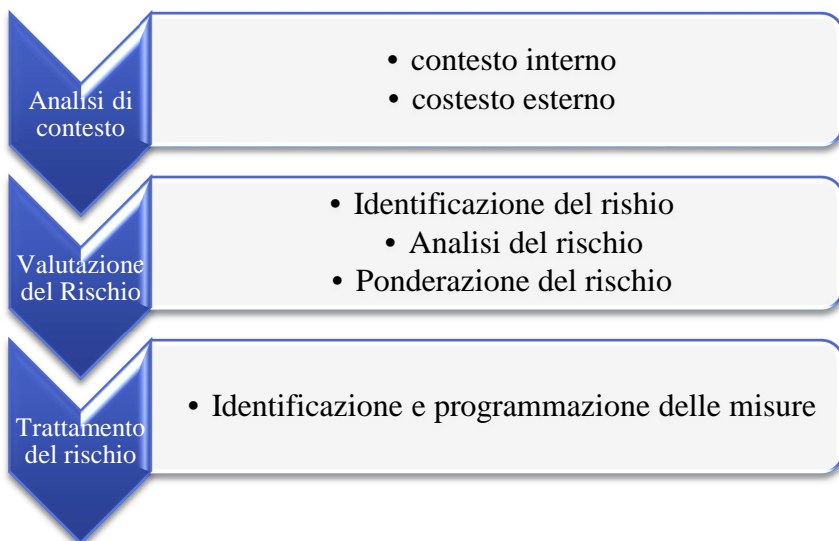 Analisi di
contesto
• contesto interno
• costesto esterno
Valutazione
del Rischio
• Identificazione del rishio
• Analisi del rischio
• Ponderazione del rischio
Trattamento
del rischio
• Identificazione e programmazione delle misure